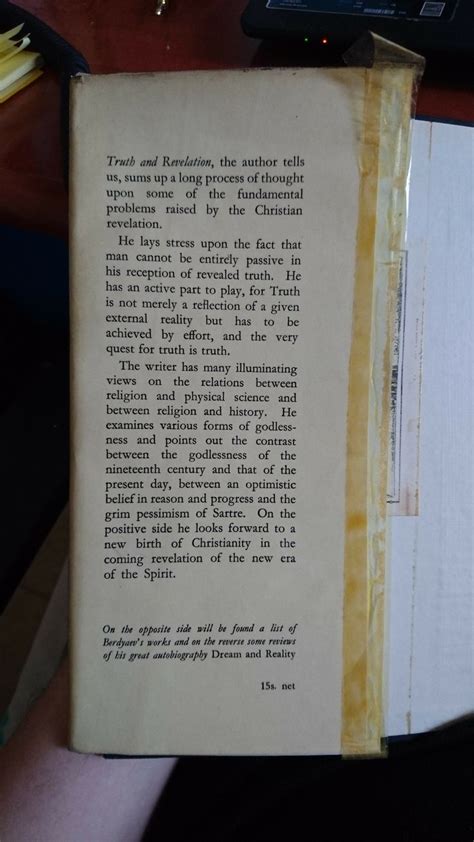 Truth and Revelation, the author tells
us, sums up a long process of thought
upon some of the fundamental
problems raised by the Christian
revelation.
He lays stress upon the fact that
man cannot be entirely passive in
his reception of revealed truth. He
has an active part to play, for Truth
is not merely a reflection of a given
external reality but has to be
achieved by effort, and the very
quest for truth is truth.
The writer has many illuminating
views on the relations between
religion and physical science and
between religion and history. He
examines various forms of godless-
ness and points out the contrast
between the godlessness of the
nineteenth century and that of the
present day, between an optimistic
belief in reason and progress and the
grim pessimism of Sartre. On the
positive side he looks forward to a
new birth of Christianity in the
coming revelation of the new era
of the Spirit.
On the opposite side will be found a list of
Berdyaev's works and on the reverse some reviews
of his great autobiography Dream and Reality
15s. net